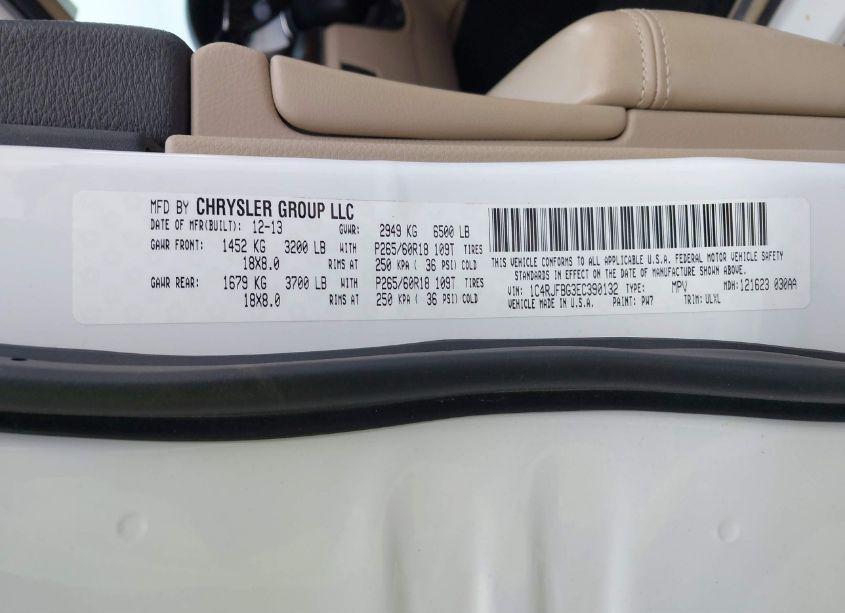 MFD BY CHRYSLER GROUP LLC
DATE OF MFR(BUILT): 12-13 GVWR: 2949 KG 6500 LB
GAWR FRONT: 1452 KG 3200 LB WITH P265/60R18 109T TIRES
18X8.0 RIMS AT 250 KPA ( 36 PSI) COLD
GAWR REAR: 1679 KG 3700 LB WITH P265/60R18 109T TIRES
18X8.0 RIMS AT 250 KPA ( 36 PSI) COLD
THIS VEHICLE CONFORMS TO ALL APPLICABLE U.S.A. FEDERAL MOTOR VEHICLE SAFETY
STANDARDS IN EFFECT ON THE DATE OF MANUFACTURE SHOWN ABOVE.
VIN: 1C4RJFBG3EC390132 TYPE: MPV MDH: 121623 030AA
VEHICLE MADE IN U.S.A. PAINT: PW7 TRIM: ULXL